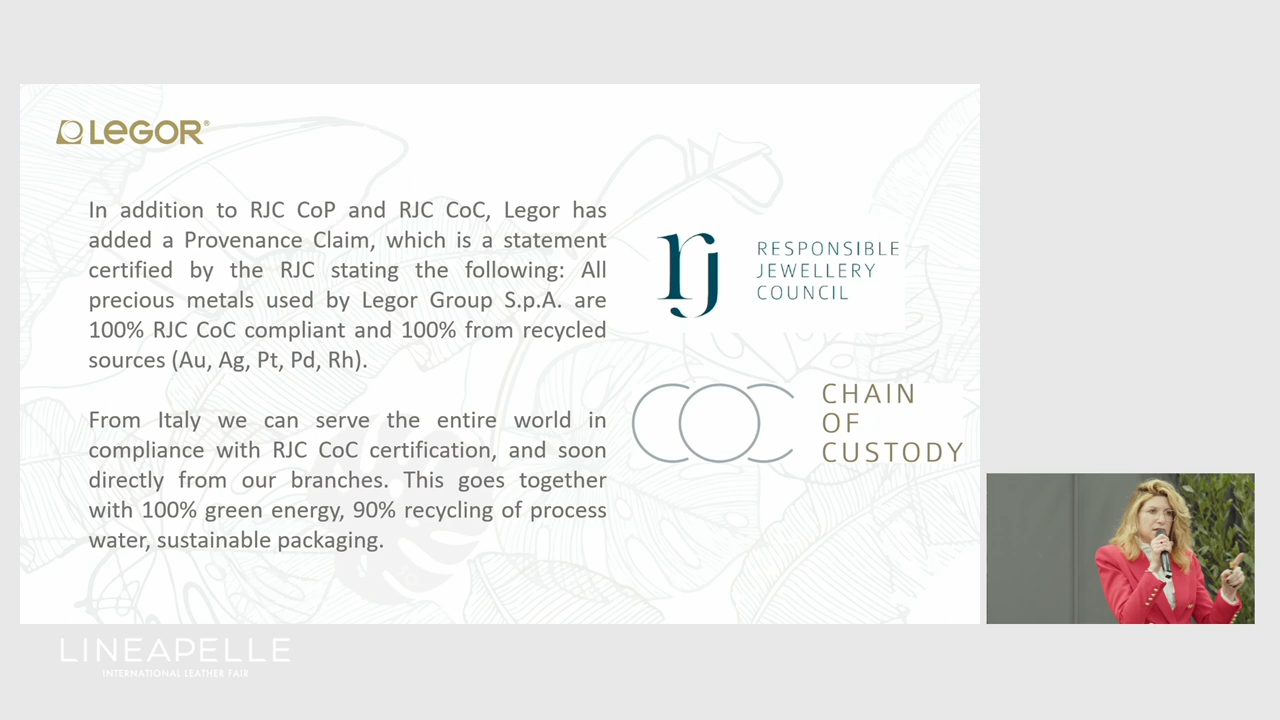 LEGOR®
In addition to RJC CoP and RJC CoC, Legor has
added a Provenance Claim, which is a statement
certified by the RJC stating the following: All
precious metals used by Legor Group S.p.A. are
100% RJC CoC compliant and 100% from recycled
sources (Au, Ag, Pt, Pd, Rh).
From Italy we can serve the entire world in
compliance with RJC CoC certification, and soon
directly from our branches. This goes together
with 100% green energy, 90% recycling of process
water, sustainable packaging.
rj
RESPONSIBLE
JEWELLERY
COUNCIL
COC
CHAIN
OF
CUSTODY
LINEAPELLE
INTERNATIONAL LEATHER FAIR